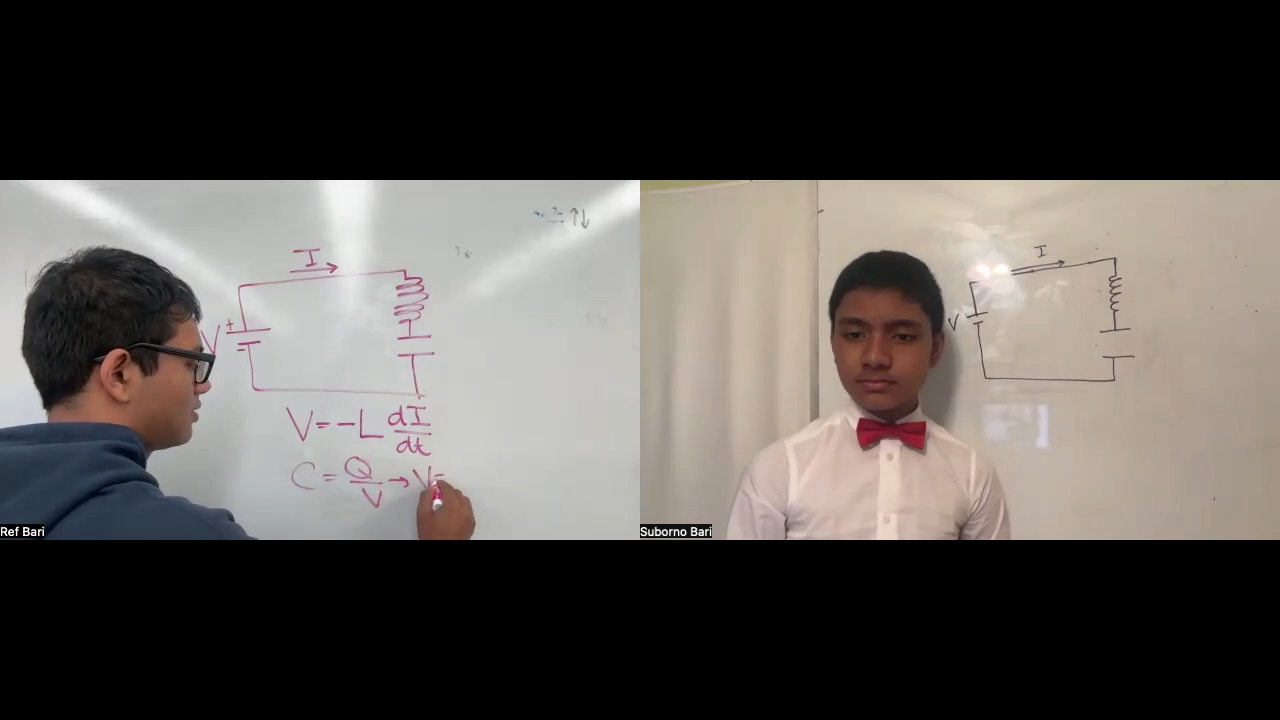 I
V
+
-
V = -L dI/dt
C = Q/V → V =
Ref Bari
I
V
Suborno Bari